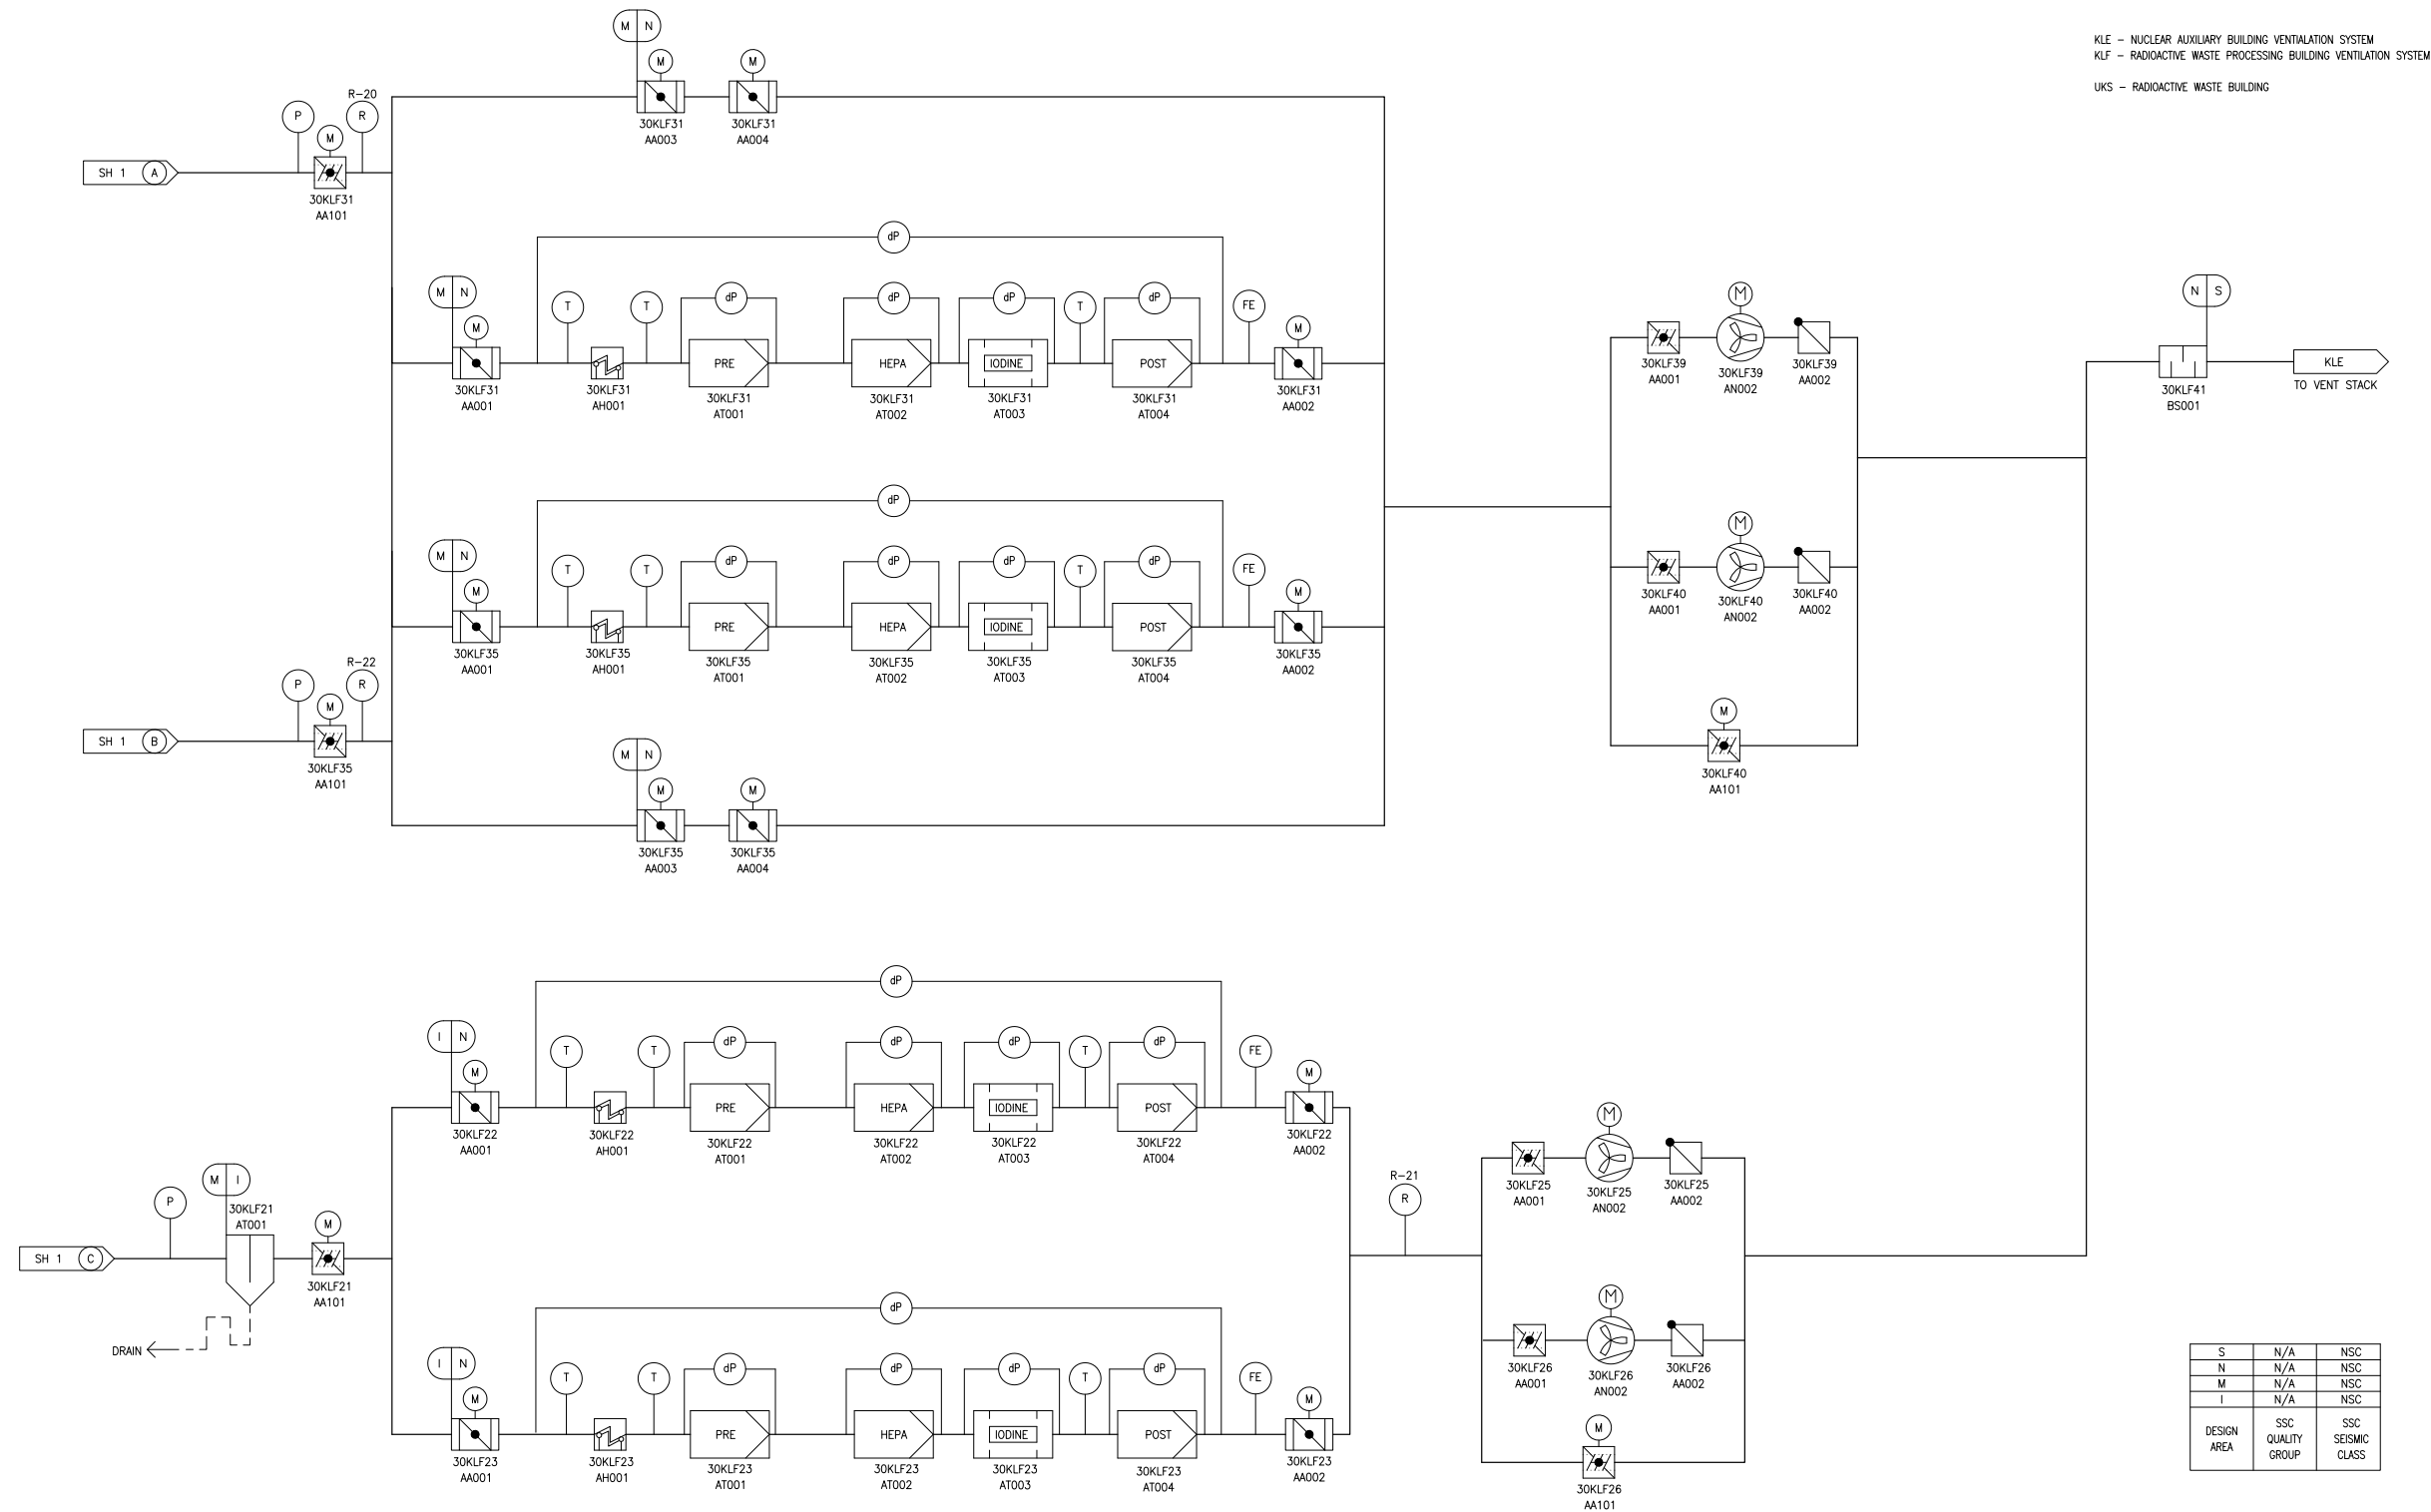 KLE - NUCLEAR AUXILIARY BUILDING VENTIALATION SYSTEM
KLF - RADIOACTIVE WASTE PROCESSING BUILDING VENTILATION SYSTEM
UKS - RADIOACTIVE WASTE BUILDING
M N
M M
30KLF31 30KLF31
AA003 AA004
R-20
P M R
SH 1 A
30KLF31
AA101
dP
M N
M T T dP dP dP T dP FE M
PRE HEPA IODINE POST
30KLF31 30KLF31 30KLF31 30KLF31 30KLF31 30KLF31 30KLF31
AA001 AH001 AT001 AT002 AT003 AT004 AA002
dP
M N
M T T dP dP dP T dP FE M
PRE HEPA IODINE POST
30KLF35 30KLF35 30KLF35 30KLF35 30KLF35 30KLF35 30KLF35
AA001 AH001 AT001 AT002 AT003 AT004 AA002
R-22
P M R
SH 1 B
30KLF35
AA101
M N
M M
30KLF35 30KLF35
AA003 AA004
M
30KLF39 30KLF39 30KLF39
AA001 AN002 AA002
M
30KLF40 30KLF40 30KLF40
AA001 AN002 AA002
M
30KLF40
AA101
N S
30KLF41
BS001
KLE
TO VENT STACK
dP
I N
M T T dP dP dP T dP FE M
PRE HEPA IODINE POST
30KLF22 30KLF22 30KLF22 30KLF22 30KLF22 30KLF22 30KLF22
AA001 AH001 AT001 AT002 AT003 AT004 AA002
M I
P
30KLF21
AT001
M
SH 1 C
30KLF21
AA101
DRAIN
dP
I N
M T T dP dP dP T dP FE M
PRE HEPA IODINE POST
30KLF23 30KLF23 30KLF23 30KLF23 30KLF23 30KLF23 30KLF23
AA001 AH001 AT001 AT002 AT003 AT004 AA002
R-21
R
M
30KLF25 30KLF25 30KLF25
AA001 AN002 AA002
M
30KLF26 30KLF26 30KLF26
AA001 AN002 AA002
M
30KLF26
AA101
S N/A NSC
N N/A NSC
M N/A NSC
I N/A NSC
DESIGN AREA SSC QUALITY GROUP SSC SEISMIC CLASS